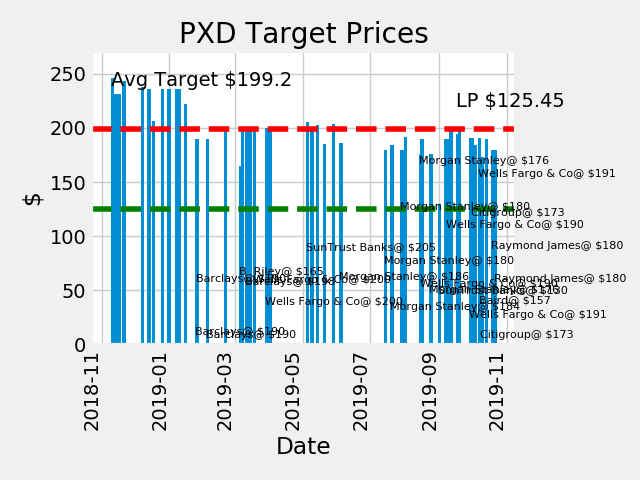 PXD Target Prices
Avg Target $199.2
LP $125.45
$
250
200
150
100
50
0
Morgan Stanley@ $176
Wells Fargo & Co@ $191
Morgan Stanley@ $180
Citigroup@ $173
Wells Fargo & Co@ $190
SunTrust Banks@ $205
Raymond James@ $180
Morgan Stanley@ $180
B. Riley@ $165
Morgan Stanley@ $186
Raymond James@ $180
Wells Fargo & Co@ $200
Baird@ $157
Morgan Stanley@ $184
Wells Fargo & Co@ $191
Barclays@ $190
Barclays@ $190
Citigroup@ $173
2018-11
2019-01
2019-03
2019-05
2019-07
2019-09
2019-11
Date